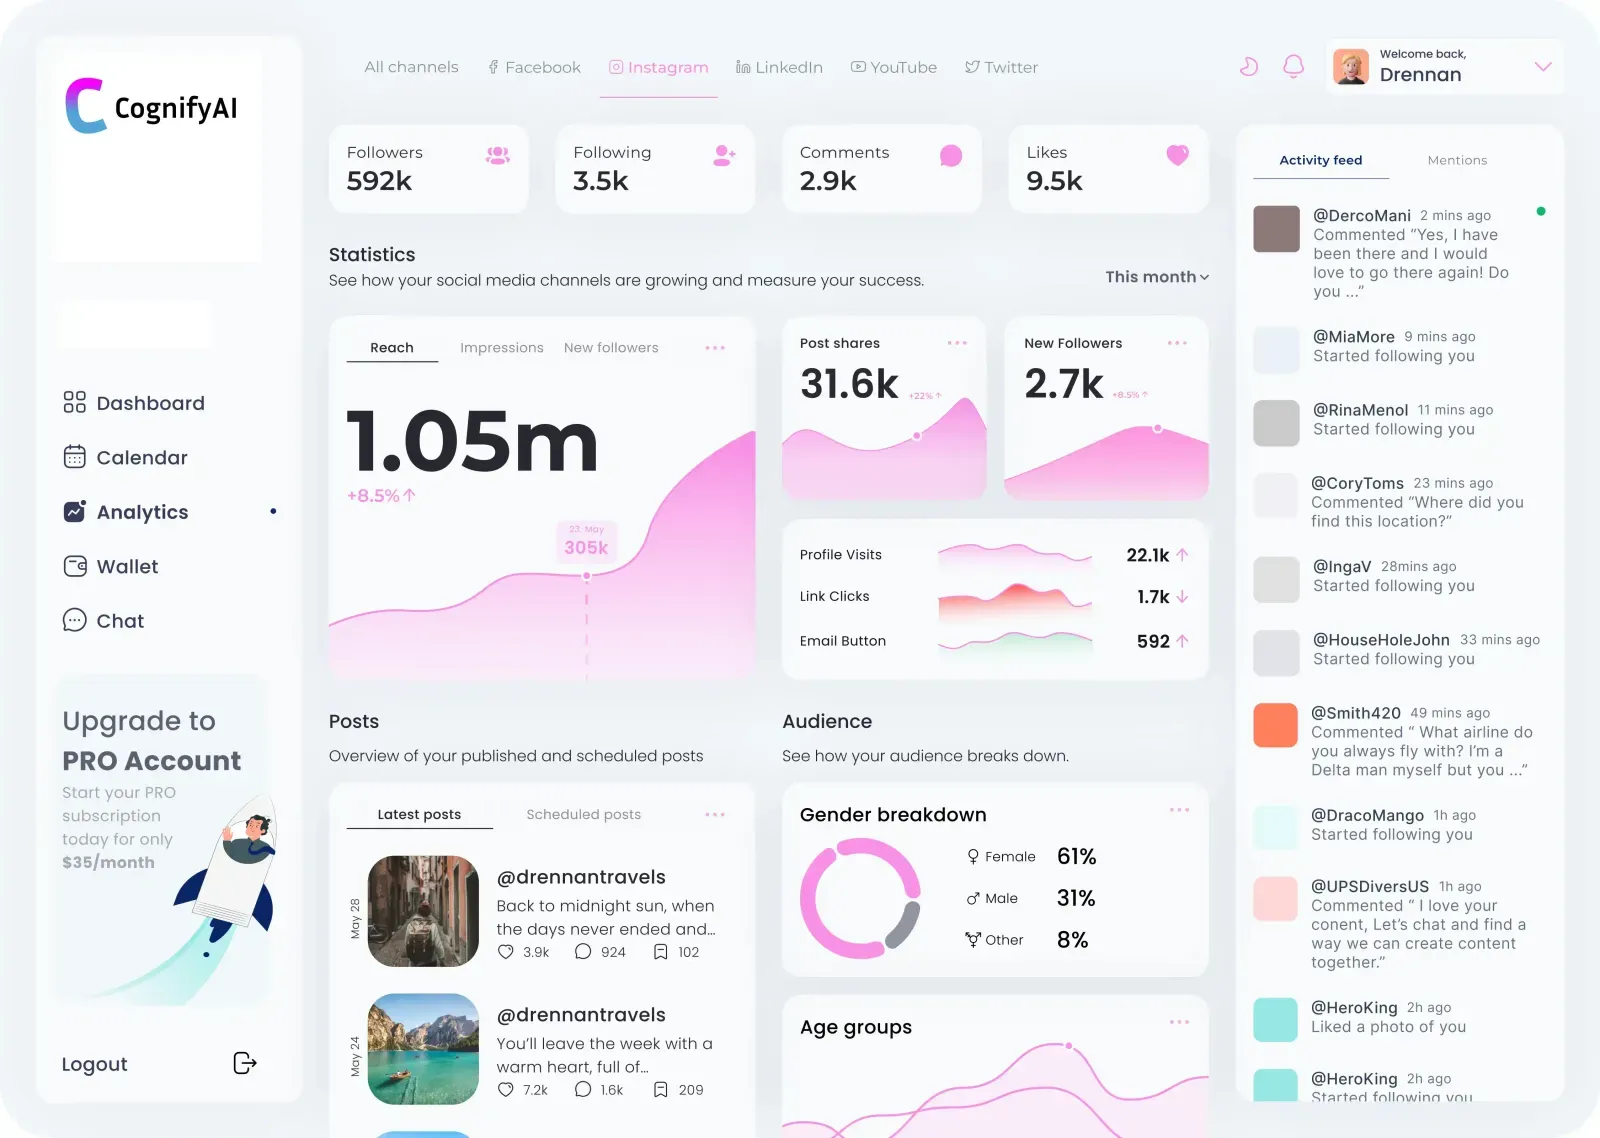 CognifyAI
Dashboard
Calendar
Analytics
Wallet
Chat
Upgrade to
PRO Account
Start your PRO
subscription
today for only
$35/month
Logout
All channels
Facebook
Instagram
LinkedIn
YouTube
Twitter
Welcome back,
Drennan
Followers
592k
Following
3.5k
Comments
2.9k
Likes
9.5k
Statistics
See how your social media channels are growing and measure your success.
This month
Reach
Impressions
New followers
1.05m
+8.5%
23. May
305k
Post shares
31.6k
+22%
New Followers
2.7k
+8.5%
Profile Visits
22.1k
Link Clicks
1.7k
Email Button
592
Posts
Overview of your published and scheduled posts
Latest posts
Scheduled posts
May 28
@drennantravels
Back to midnight sun, when
the days never ended and...
3.9k
924
102
May 24
@drennantravels
You’ll leave the week with a
warm heart, full of...
7.2k
1.6k
209
Audience
See how your audience breaks down.
Gender breakdown
Female 61%
Male 31%
Other 8%
Age groups
Activity feed
Mentions
@DercoMani 2 mins ago
Commented “Yes, I have
been there and I would
love to go there again! Do
you ...”
@MiaMore 9 mins ago
Started following you
@RinaMenol 11 mins ago
Started following you
@CoryToms 23 mins ago
Commented “Where did you
find this location?”
@IngaV 28mins ago
Started following you
@HouseHoleJohn 33 mins ago
Started following you
@Smith420 49 mins ago
Commented “ What airline do
you always fly with? I’m a
Delta man myself but you ...”
@DracoMango 1h ago
Started following you
@UPSDiversUS 1h ago
Commented “ I love your
conent, Let’s chat and find a
way we can create content
together.”
@HeroKing 2h ago
Liked a photo of you
@HeroKing 2h ago
Started following you